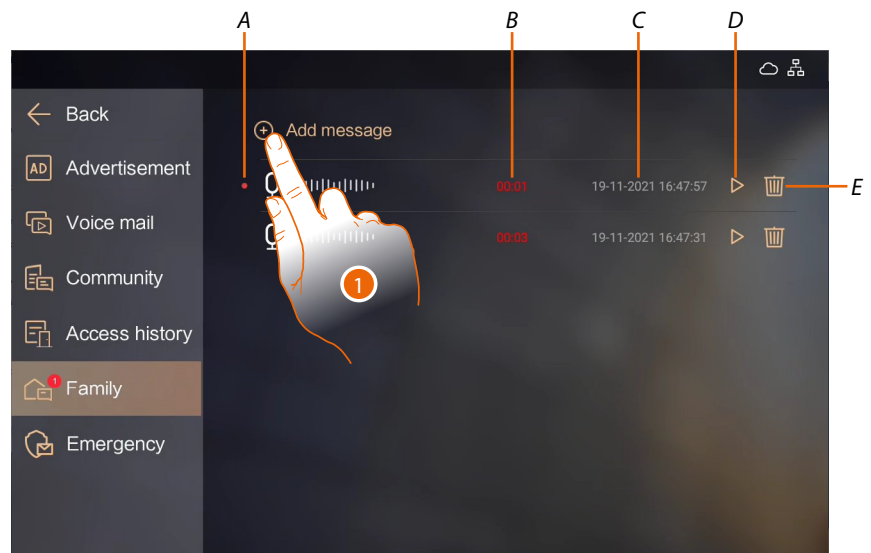 A B C D
Back
Add message
AD Advertisement
00:01 19-11-2021 16:47:57 E
Voice mail
00:03 19-11-2021 16:47:31
Community
1
Access history
1 Family
Emergency